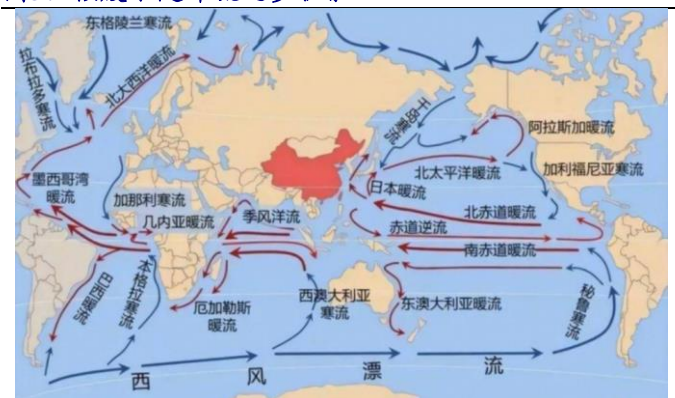 东格陵兰寒流
拉布拉多寒流
北大西洋暖流
千岛寒流
阿拉斯加暖流
墨西哥湾
暖流
加那利寒流
几内亚暖流
季风洋流
日本暖流
北太平洋暖流
加利福尼亚寒流
北赤道暖流
赤道逆流
南赤道暖流
巴西暖流
本格拉寒流
厄加勒斯
暖流
西澳大利亚
寒流
东澳大利亚暖流
秘鲁寒流
西风漂流